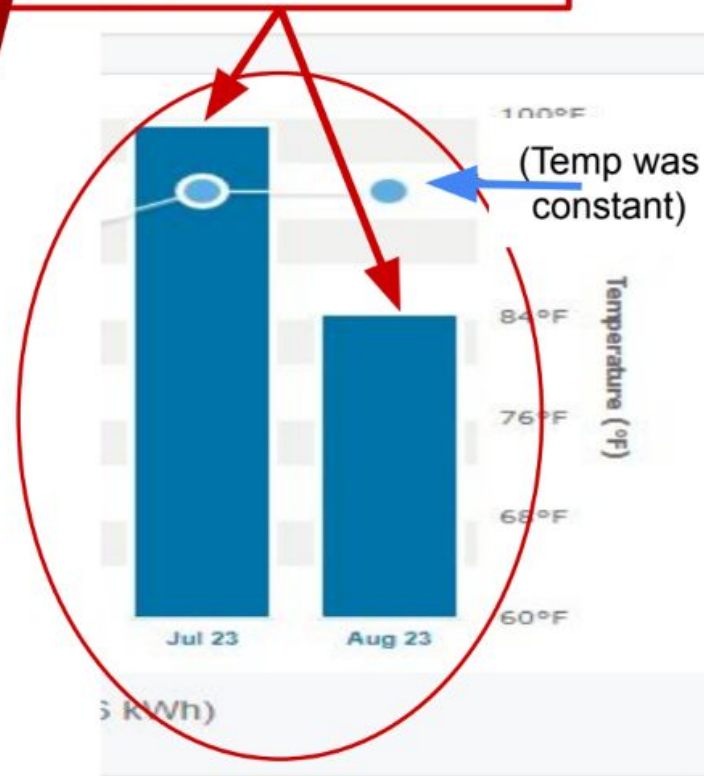 100°F
(Temp was
constant)
84°F
76°F
68°F
60°F
Temperature (°F)
Jul 23
Aug 23
kWh)